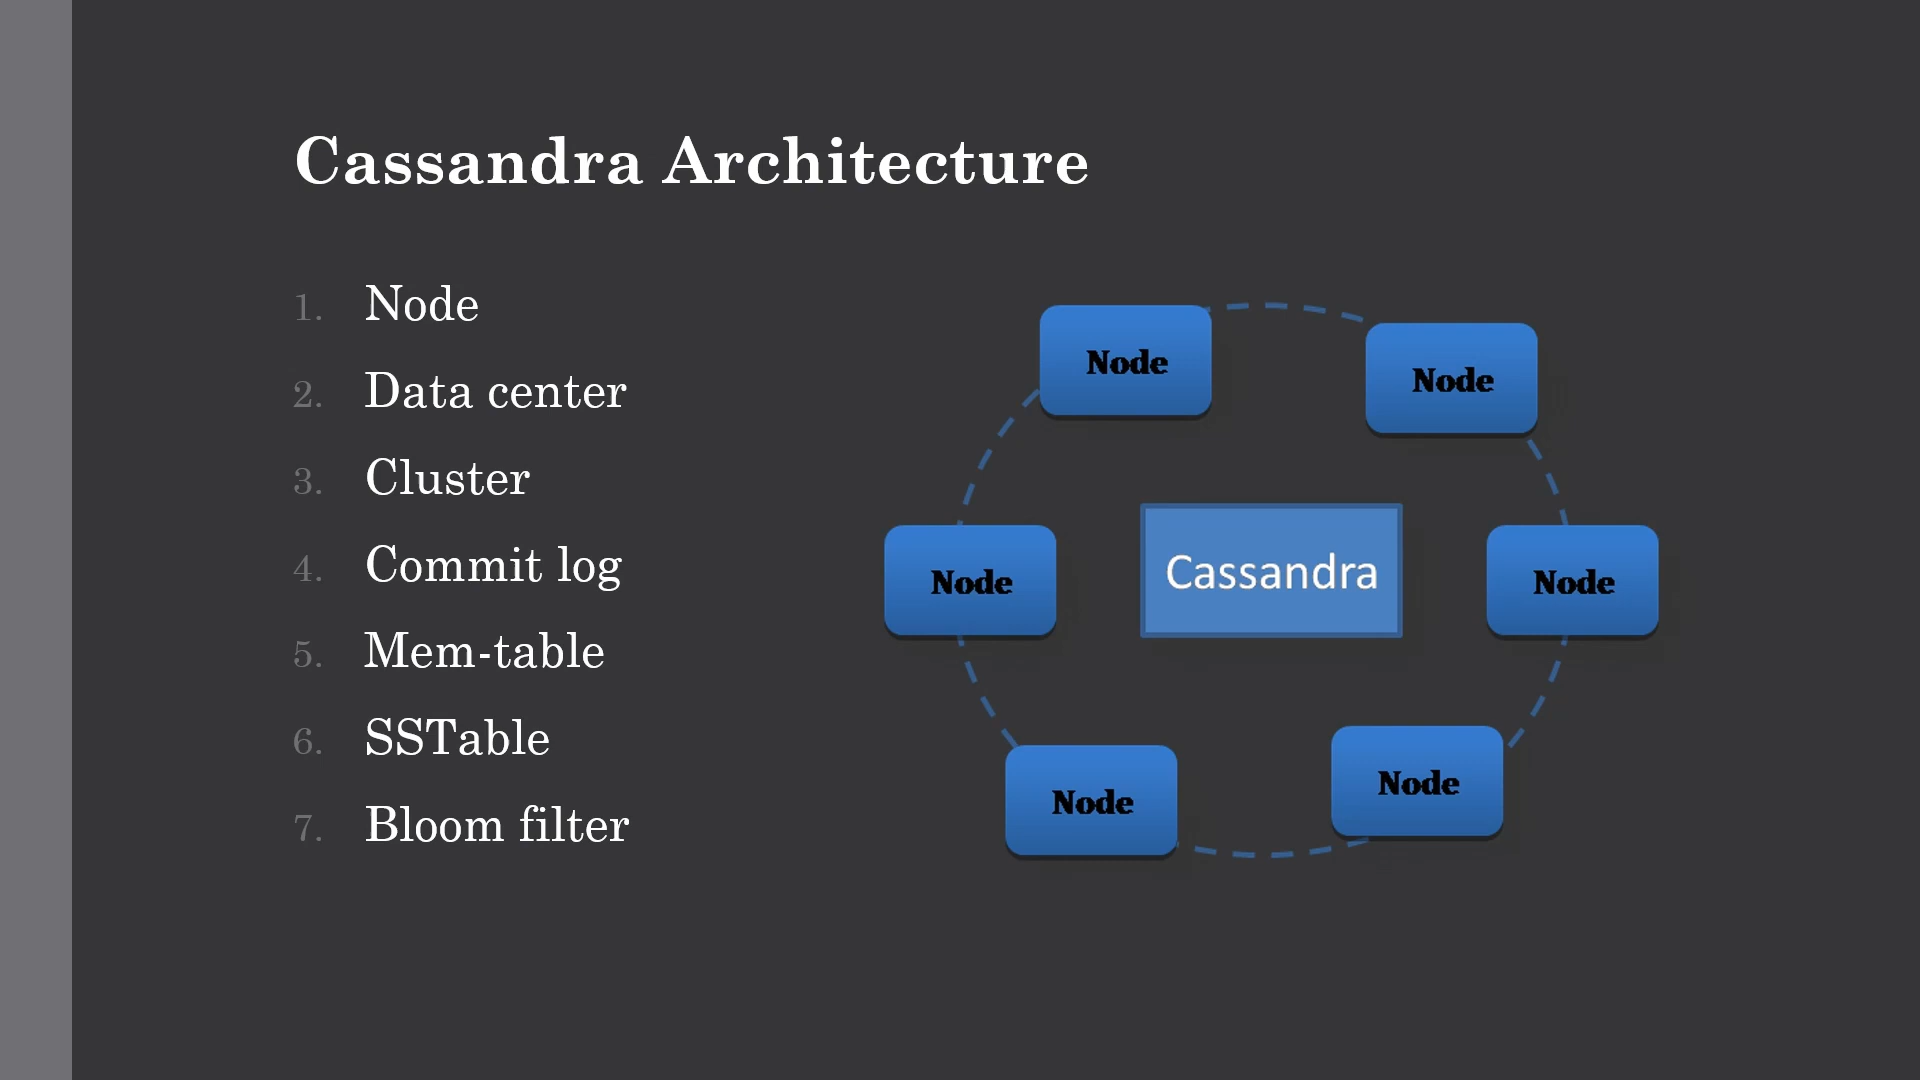 Cassandra Architecture
1. Node
2. Data center
3. Cluster
4. Commit log
5. Mem-table
6. SSTable
7. Bloom filter
Node
Node
Node
Cassandra
Node
Node
Node